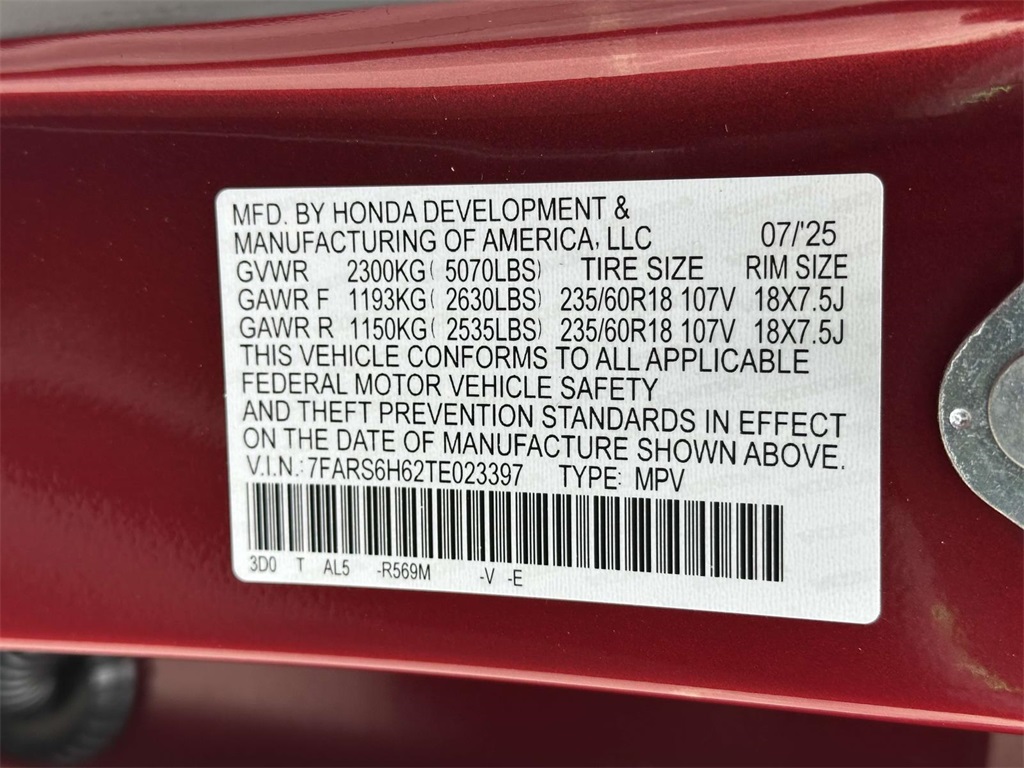 MFD. BY HONDA DEVELOPMENT &
MANUFACTURING OF AMERICA, LLC 07/'25
GVWR 2300KG( 5070LBS) TIRE SIZE RIM SIZE
GAWR F 1193KG( 2630LBS) 235/60R18 107V 18X7.5J
GAWR R 1150KG( 2535LBS) 235/60R18 107V 18X7.5J
THIS VEHICLE CONFORMS TO ALL APPLICABLE
FEDERAL MOTOR VEHICLE SAFETY
AND THEFT PREVENTION STANDARDS IN EFFECT
ON THE DATE OF MANUFACTURE SHOWN ABOVE.
V.I.N.: 7FARS6H62TE023397 TYPE: MPV
3D0 T AL5 -R569M -V -E